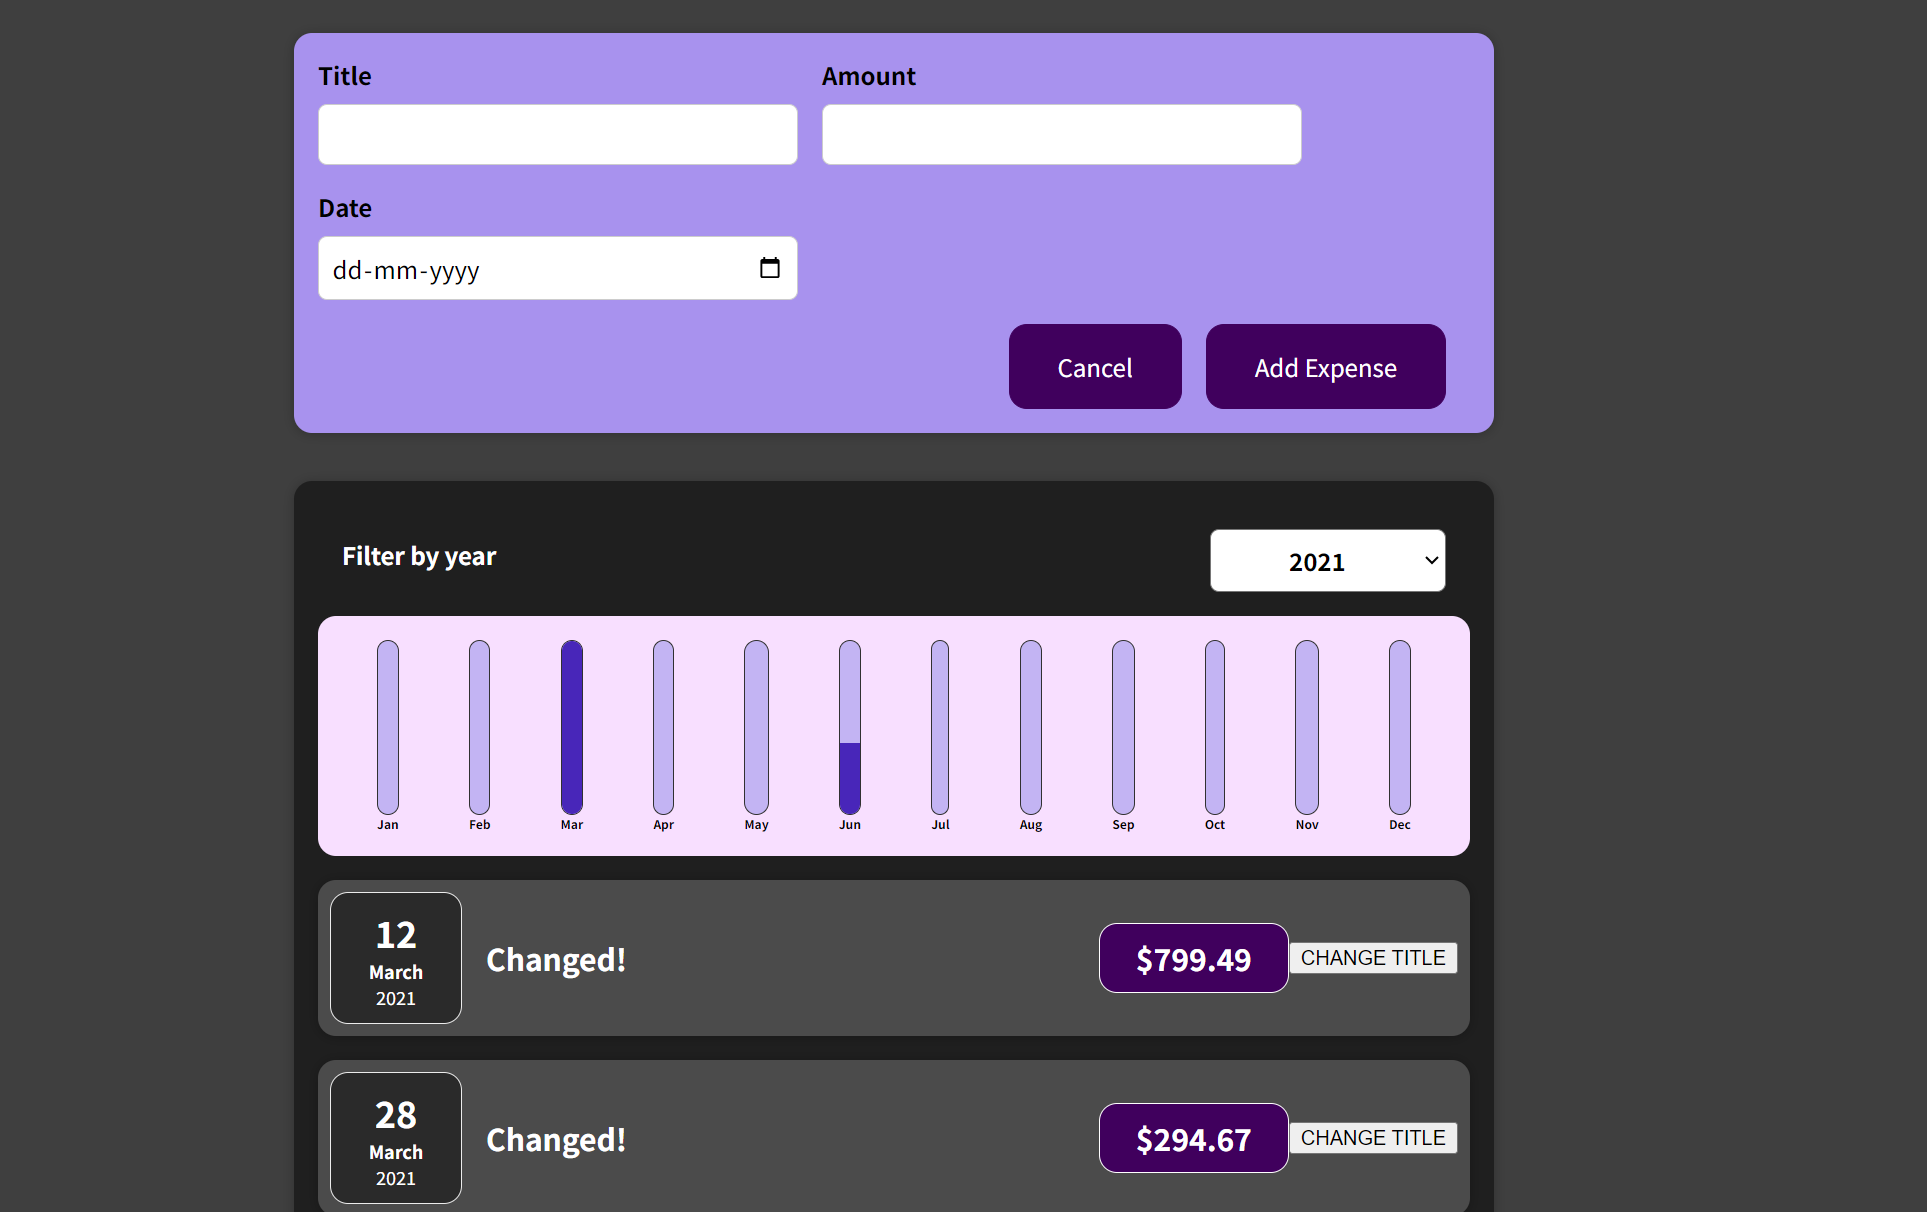 Title Amount
Date
dd-mm-yyyy
Cancel Add Expense
Filter by year 2021
Jan Feb Mar Apr May Jun Jul Aug Sep Oct Nov Dec
12
March
2021
Changed! $799.49 CHANGE TITLE
28
March
2021
Changed! $294.67 CHANGE TITLE